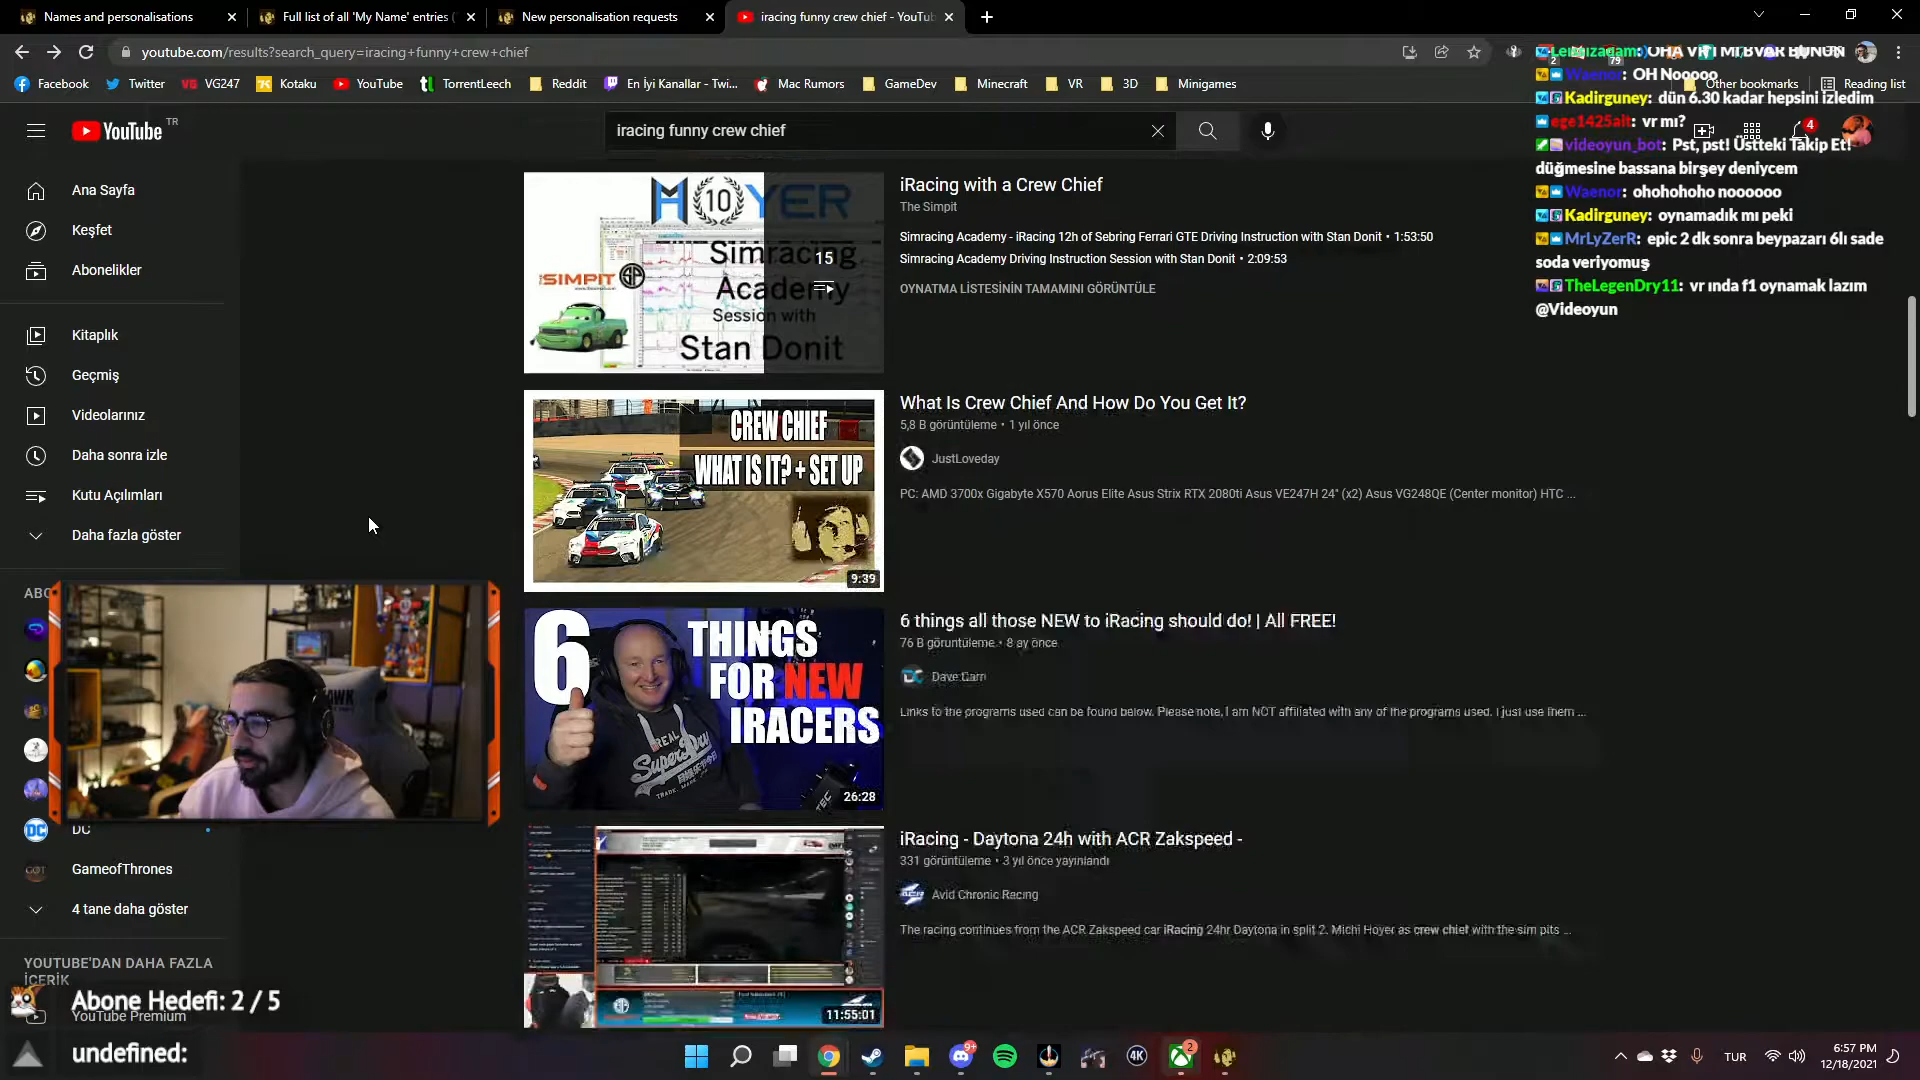 Names and personalisations
Full list of all 'My Name' entries (
New personalisation requests
iracing funny crew chief - YouTub
youtube.com/results?search_query=iracing+funny+crew+chief
Facebook
Twitter
VG247
Kotaku
YouTube
TorrentLeech
Reddit
En İyi Kanallar - Twi...
Mac Rumors
GameDev
Minecraft
VR
3D
Minigames
Other bookmarks
Reading list
YouTube TR
iracing funny crew chief
4
Waenor: OH Nooooo
Kadirguney: dün 6.30 kadar hepsini izledim
ege1425alt: vr mı?
videoyun_bot: Pst, pst! Üstteki Takip Et!
düğmesine bassana birşey deniycem
Waenor: ohohohoho noooooo
Kadirguney: oynamadık mı peki
MrLyZerR: epic 2 dk sonra beypazarı 6lı sade
soda veriyomuş
TheLegenDry11: vr ında f1 oynamak lazım
@Videoyun
Ana Sayfa
Keşfet
Abonelikler
Kitaplık
Geçmiş
Videolarınız
Daha sonra izle
Kutu Açılımları
Daha fazla göster
DC
GameofThrones
4 tane daha göster
YOUTUBE'DAN DAHA FAZLA
İÇERİK
YouTube Premium
Abone Hedefi: 2 / 5
undefined:
HOYER
10
Simracing
Academy
Session with
Stan Donit
SIMPIT
15
iRacing with a Crew Chief
The Simpit
Simracing Academy - iRacing 12h of Sebring Ferrari GTE Driving Instruction with Stan Donit • 1:53:50
Simracing Academy Driving Instruction Session with Stan Donit • 2:09:53
OYNATMA LİSTESİNİN TAMAMINI GÖRÜNTÜLE
CREW CHIEF
WHAT IS IT? + SET UP
9:39
What Is Crew Chief And How Do You Get It?
5,8 B görüntüleme • 1 yıl önce
JustLoveday
PC: AMD 3700x Gigabyte X570 Aorus Elite Asus Strix RTX 2080ti Asus VE247H 24" (x2) Asus VG248QE (Center monitor) HTC ...
6 THINGS
FOR NEW
IRACERS
REAL
Superdry
26:28
6 things all those NEW to iRacing should do! | All FREE!
76 B görüntüleme • 8 ay önce
Dave Cam
Links to the programs used can be found below. Please note, I am NOT affiliated with any of the programs used. I just use them ...
11:55:01
iRacing - Daytona 24h with ACR Zakspeed -
331 görüntüleme • 3 yıl önce yayınlandı
Avid Chronic Racing
The racing continues from the ACR Zakspeed car iRacing 24hr Daytona in split 2. Michi Hoyer as crew chief with the sim pits ...
9+
4K
2
TUR
6:57 PM
12/18/2021